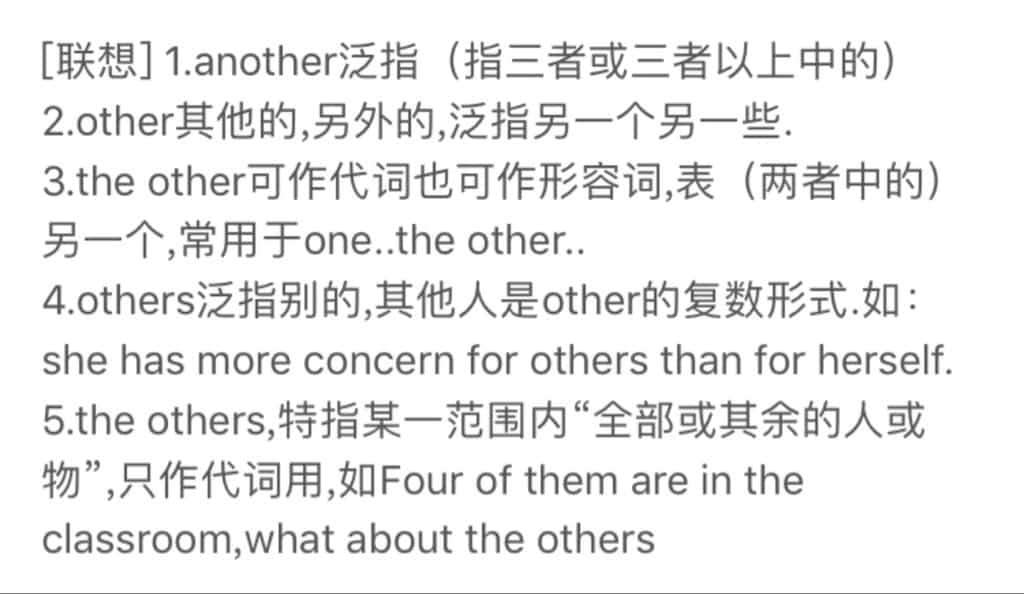 [联想] 1.another泛指（指三者或三者以上中的）
2.other其他的,另外的,泛指另一个另一些.
3.the other可作代词也可作形容词,表（两者中的）
另一个,常用于one..the other..
4.others泛指别的,其他人是other的复数形式.如：
she has more concern for others than for herself.
5.the others,特指某一范围内“全部或其余的人或
物”,只作代词用,如Four of them are in the
classroom,what about the others